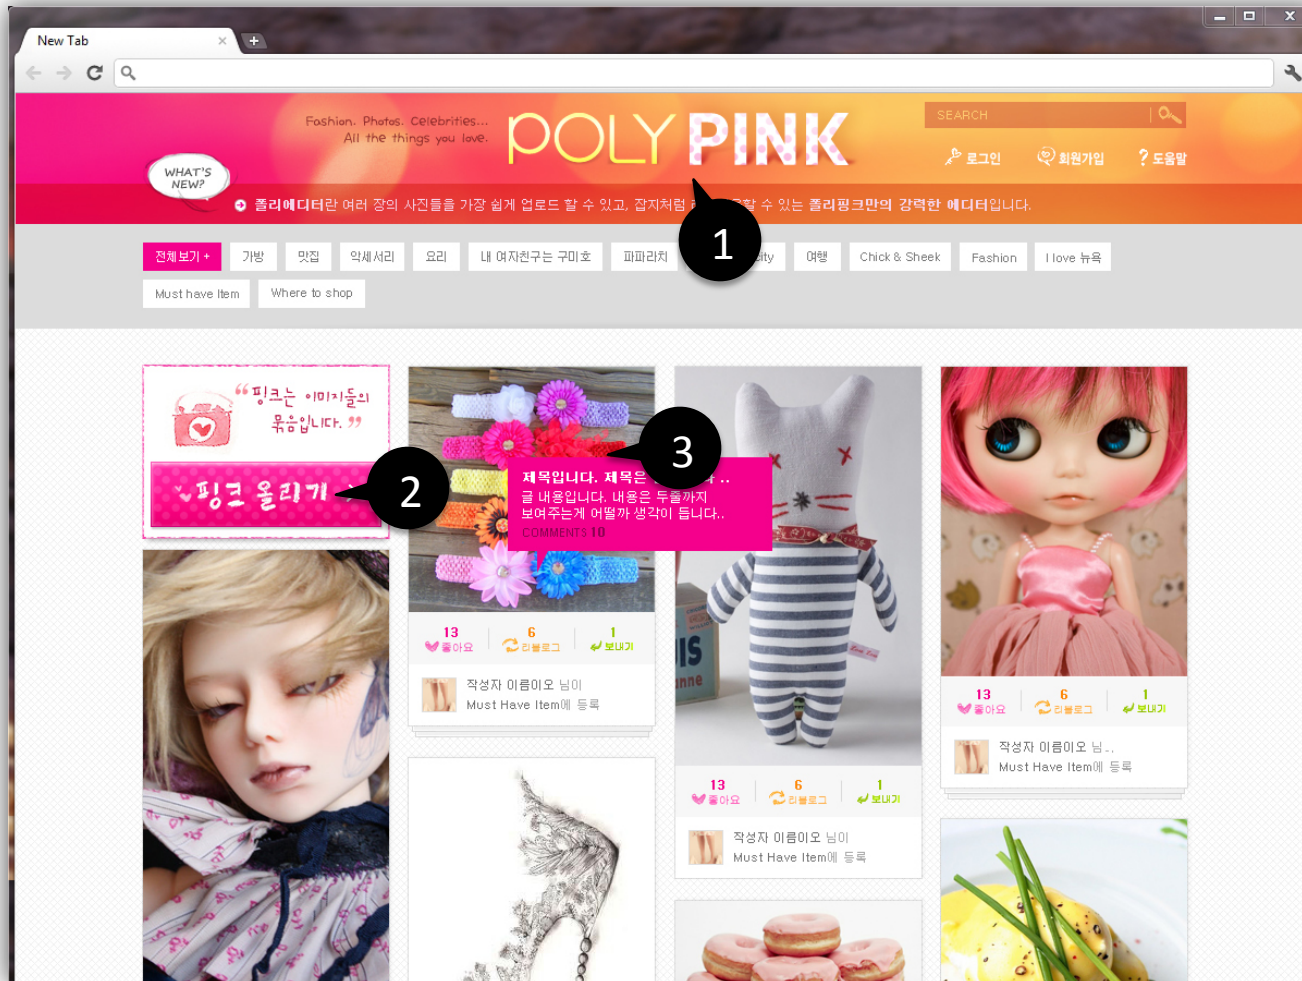 New Tab
Fashion. Photos. Celebrities...
All the things you love.
POLY PINK
SEARCH
로그인
회원가입
도움말
WHAT'S
NEW?
폴리에디터란 여러 장의 사진들을 가장 쉽게 업로드 할 수 있고, 잡지처럼 할 수 있는 폴리핑크만의 강력한 에디터입니다.
1
전체보기 +
가방
맛집
악세서리
요리
내 여자친구는 구미호
파파라치
city
여행
Chick & Sheek
Fashion
I love 뉴욕
Must have Item
Where to shop
“핑크는 이미지들의
묶음입니다.”
핑크 올리기
2
3
제목입니다. 제목은 ..
글 내용입니다. 내용은 두줄까지
보여주는게 어떨까 생각이 듭니다..
COMMENTS 10
13
좋아요
6
리블로그
1
보내기
작성자 이름이오 님이
Must Have Item에 등록
13
좋아요
6
리블로그
1
보내기
작성자 이름이오 님이
Must Have Item에 등록
13
좋아요
6
리블로그
1
보내기
작성자 이름이오 님..
Must Have Item에 등록